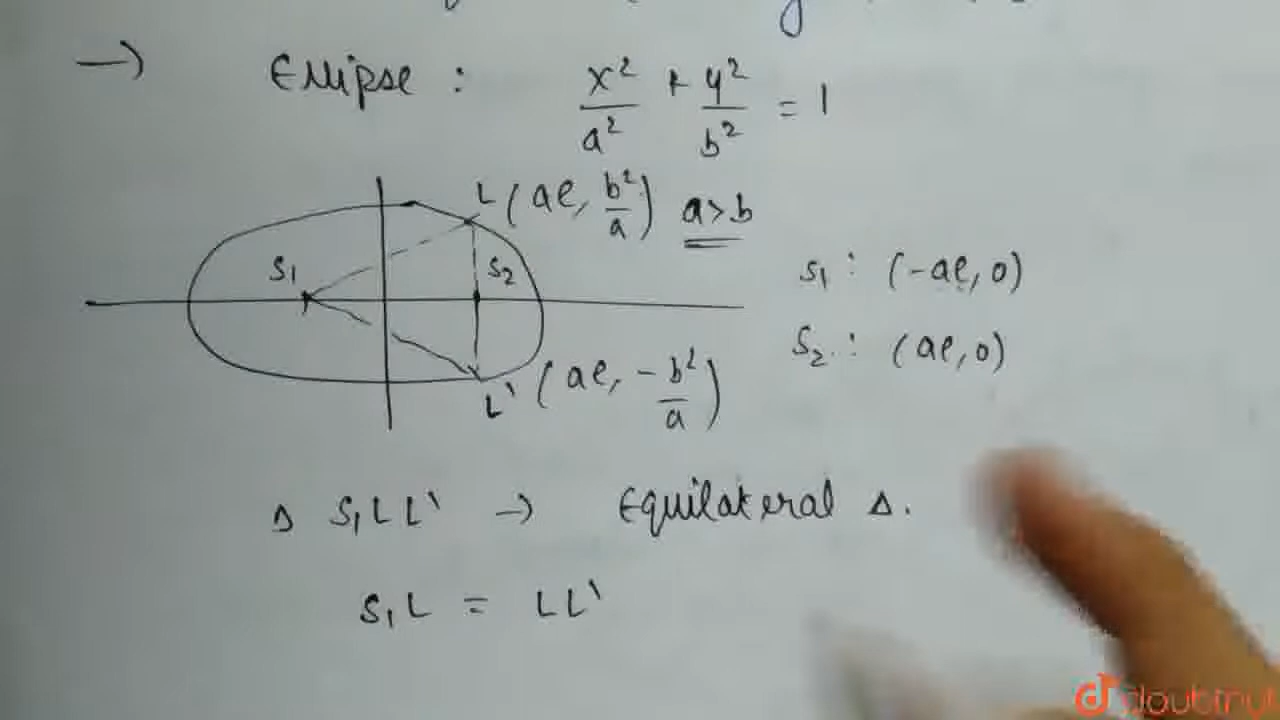 → Ellipse : x²/a² + y²/b² = 1
L (ae, b²/a) a>b
S₁ S₂ S₁ : (-ae, 0)
S₂ : (ae, 0)
L' (ae, -b²/a)
Δ S₁LL' → Equilateral Δ.
S₁L = LL'
doubtnut